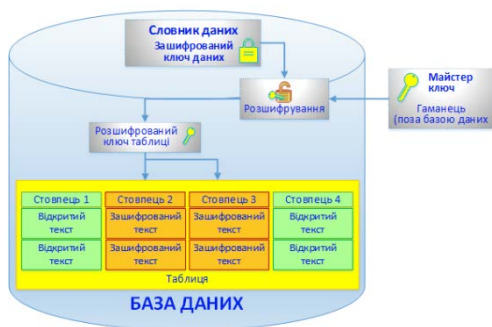 Словник даних
Зашифрований
ключ даних
Розшифрування
Майстер
ключ
Гаманець
(поза базою даних
Розшифрований
ключ таблиці
Стовпець 1 Стовпець 2 Стовпець 3 Стовпець 4
Відкритий Зашифрований Зашифрований Відкритий
текст текст текст текст
Відкритий Зашифрований Зашифрований Відкритий
текст текст текст текст
Таблиця
БАЗА ДАНИХ